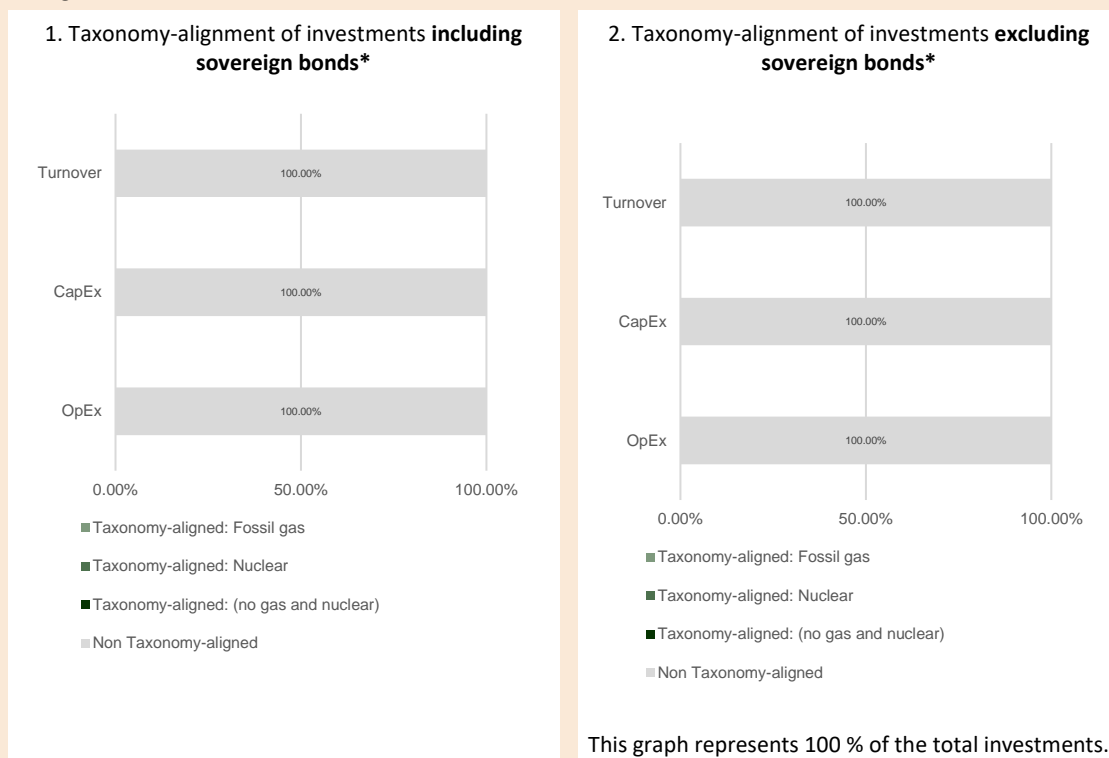 1. Taxonomy-alignment of investments including
sovereign bonds*
Turnover
100.00%
CapEx
100.00%
OpEx
100.00%
0.00% 50.00% 100.00%
Taxonomy-aligned: Fossil gas
Taxonomy-aligned: Nuclear
Taxonomy-aligned: (no gas and nuclear)
Non Taxonomy-aligned
2. Taxonomy-alignment of investments excluding
sovereign bonds*
Turnover
100.00%
CapEx
100.00%
OpEx
100.00%
0.00% 50.00% 100.00%
Taxonomy-aligned: Fossil gas
Taxonomy-aligned: Nuclear
Taxonomy-aligned: (no gas and nuclear)
Non Taxonomy-aligned
This graph represents 100 % of the total investments.